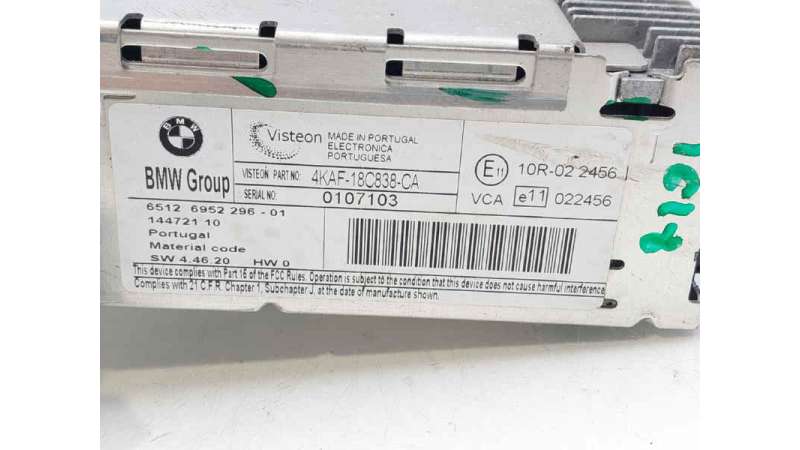 BMW
BMW Group
Visteon
MADE IN PORTUGAL
ELECTRONICA
PORTUGUESA
VISTEON PART NO: 4KAF-18C838-CA
SERIAL NO: 0107103
E11 10R-02 2456
VCA e11 022456
6512 6952 296-01
14472110
Portugal
Material code
SW 4.46.20 HW 0
This device complies with Part 15 of the FCC Rules. Operation is subject to the condition that this device does not cause harmful interference.
Complies with 21 C.F.R. Chapter 1, Subchapter J, at the date of manufacture shown.